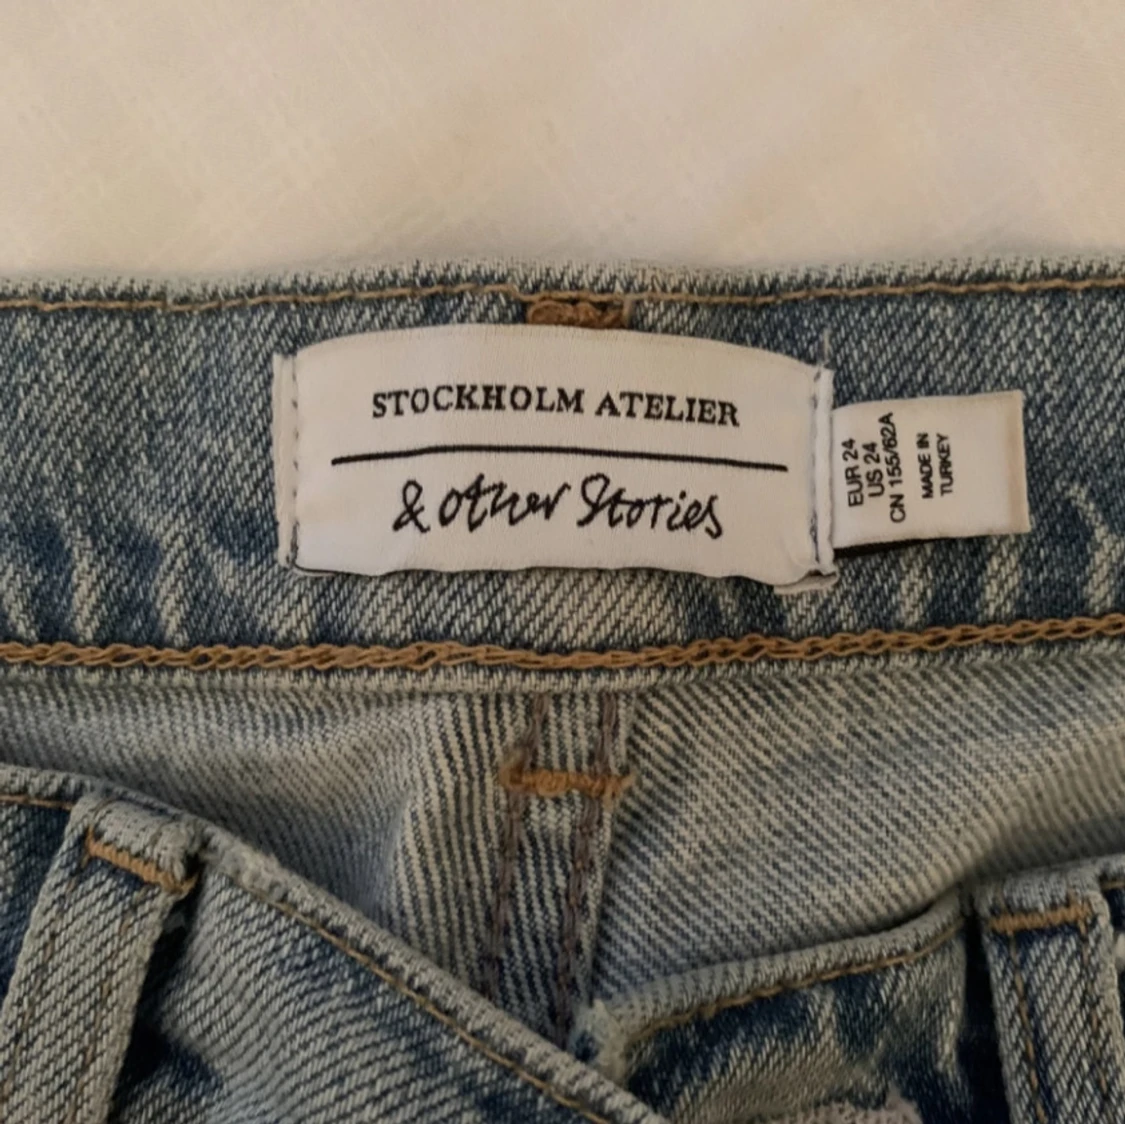 STOCKHOLM ATELIER
& other Stories
EUR 24
US 24
CN 155/62A
MADE IN
TURKEY